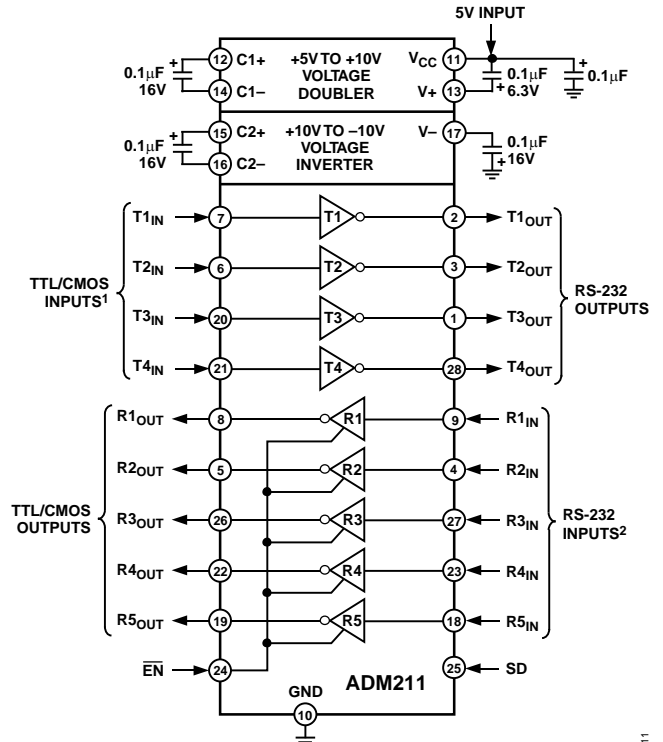 5V INPUT
0.1μF
16V
12 C1+
14 C1–
+5V TO +10V
VOLTAGE
DOUBLER
VCC 11
V+ 13
0.1μF
6.3V
0.1μF
0.1μF
16V
15 C2+
16 C2–
+10V TO –10V
VOLTAGE
INVERTER
V– 17
0.1μF
16V
TTL/CMOS
INPUTS1
T1IN 7 T1 2 T1OUT
T2IN 6 T2 3 T2OUT
T3IN 20 T3 1 T3OUT
T4IN 21 T4 28 T4OUT
RS-232
OUTPUTS
TTL/CMOS
OUTPUTS
R1OUT 8 R1 9 R1IN
R2OUT 5 R2 4 R2IN
R3OUT 26 R3 27 R3IN
R4OUT 22 R4 23 R4IN
R5OUT 19 R5 18 R5IN
RS-232
INPUTS2
EN 24
25 SD
ADM211
GND
10
11